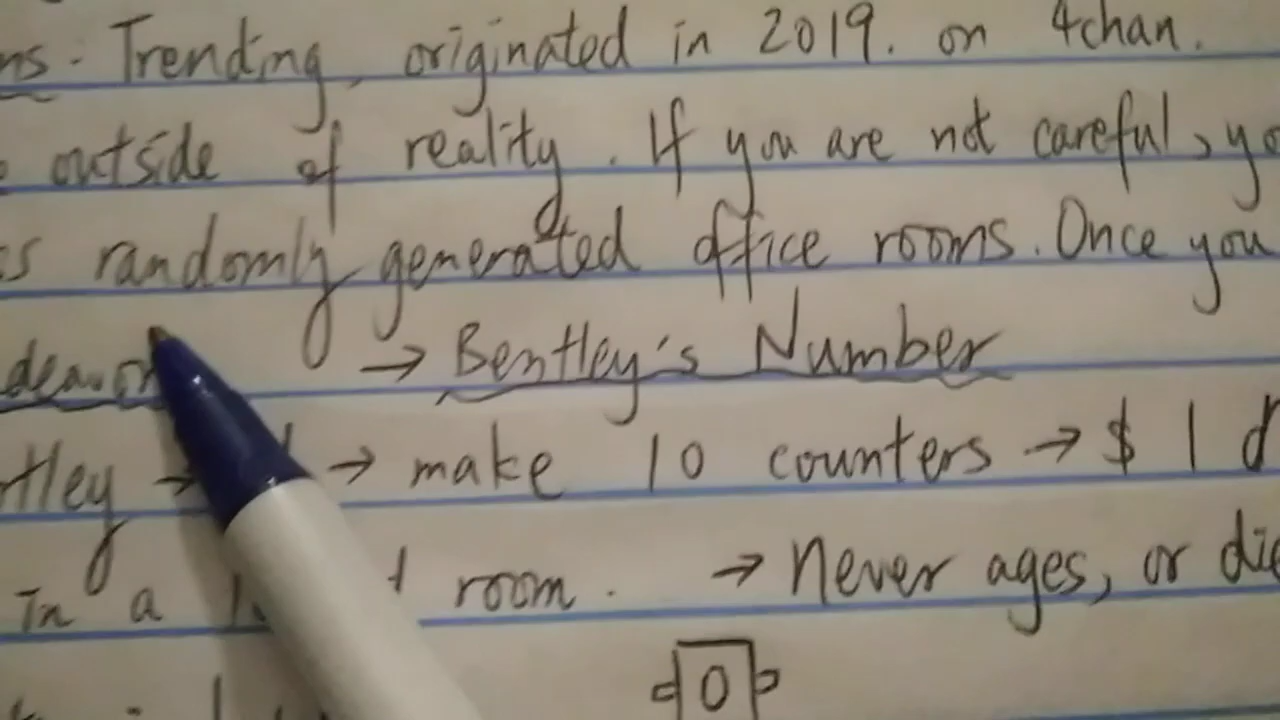 ns. Trending, originated in 2019. on 4chan.
outside of reality. If you are not careful, yo
randomly generated office rooms. Once you
→ Bentley's Number
tley → → make 10 counters → $ 1 d
in a room. → Never ages, or die
0